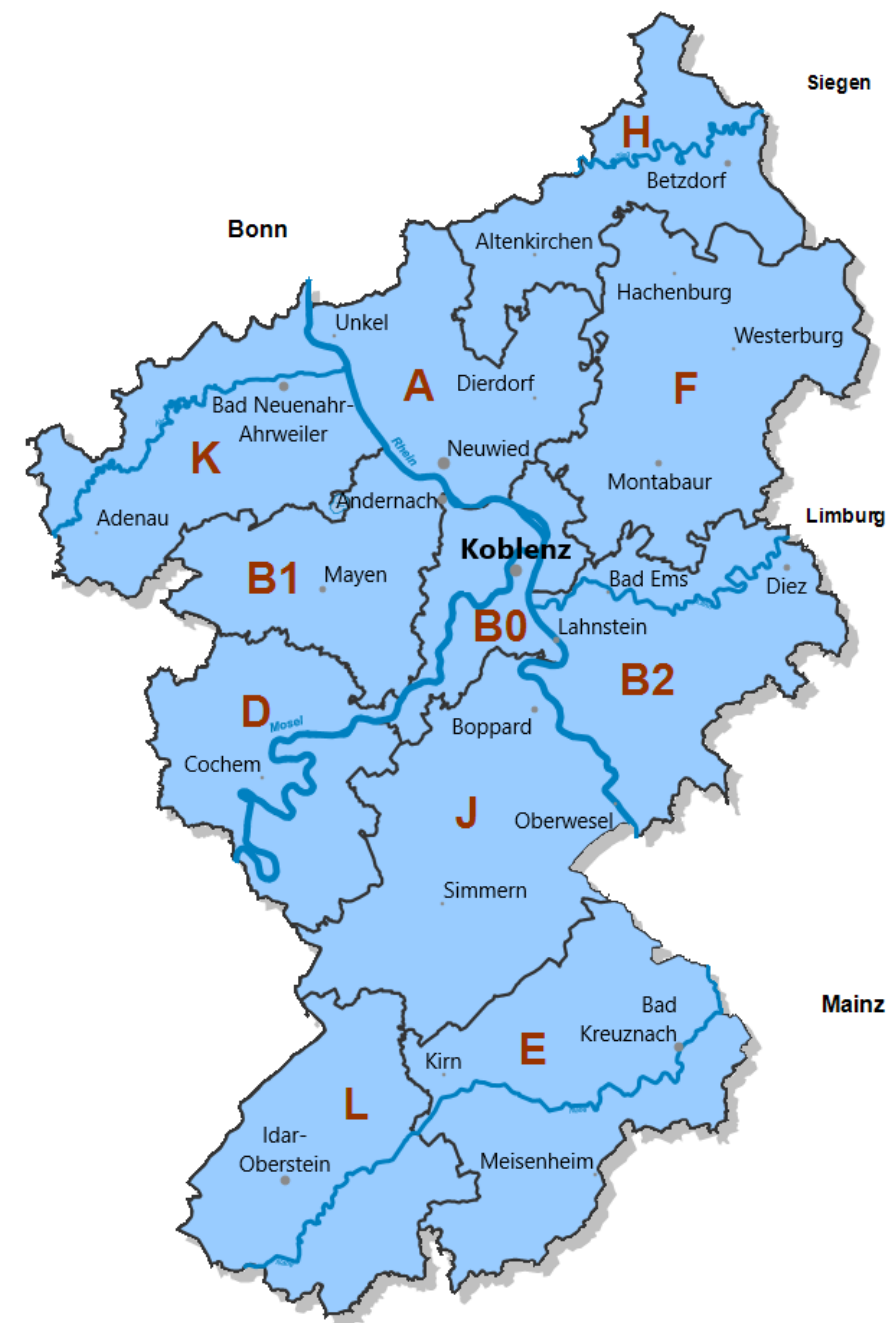 Siegen
H
Betzdorf
Bonn
Altenkirchen
Hachenburg
Unkel
Westerburg
A
Dierdorf
F
Bad Neuenahr-
Ahrweiler
Rhein
K
Neuwied
Montabaur
Andernach
Adenau
Limburg
Koblenz
B1
Mayen
Bad Ems
Diez
B0
Lahnstein
B2
D
Mosel
Boppard
Cochem
J
Oberwesel
Simmern
Bad
Kreuznach
Mainz
E
Kirn
L
Idar-
Oberstein
Meisenheim